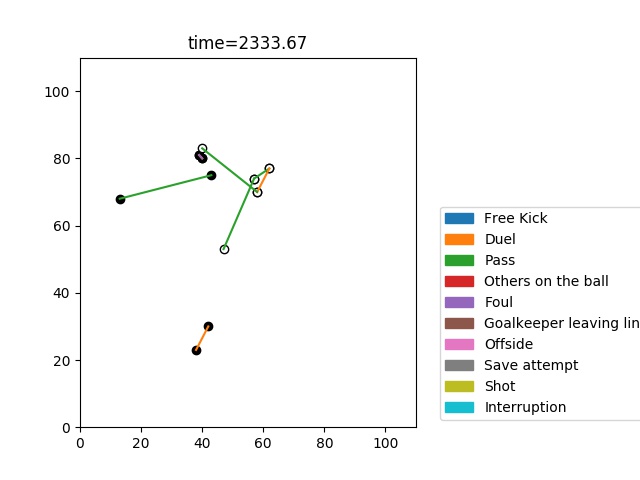 time=2333.67
100
80
60
40
20
0
0 20 40 60 80 100
Free Kick
Duel
Pass
Others on the ball
Foul
Goalkeeper leaving lin
Offside
Save attempt
Shot
Interruption